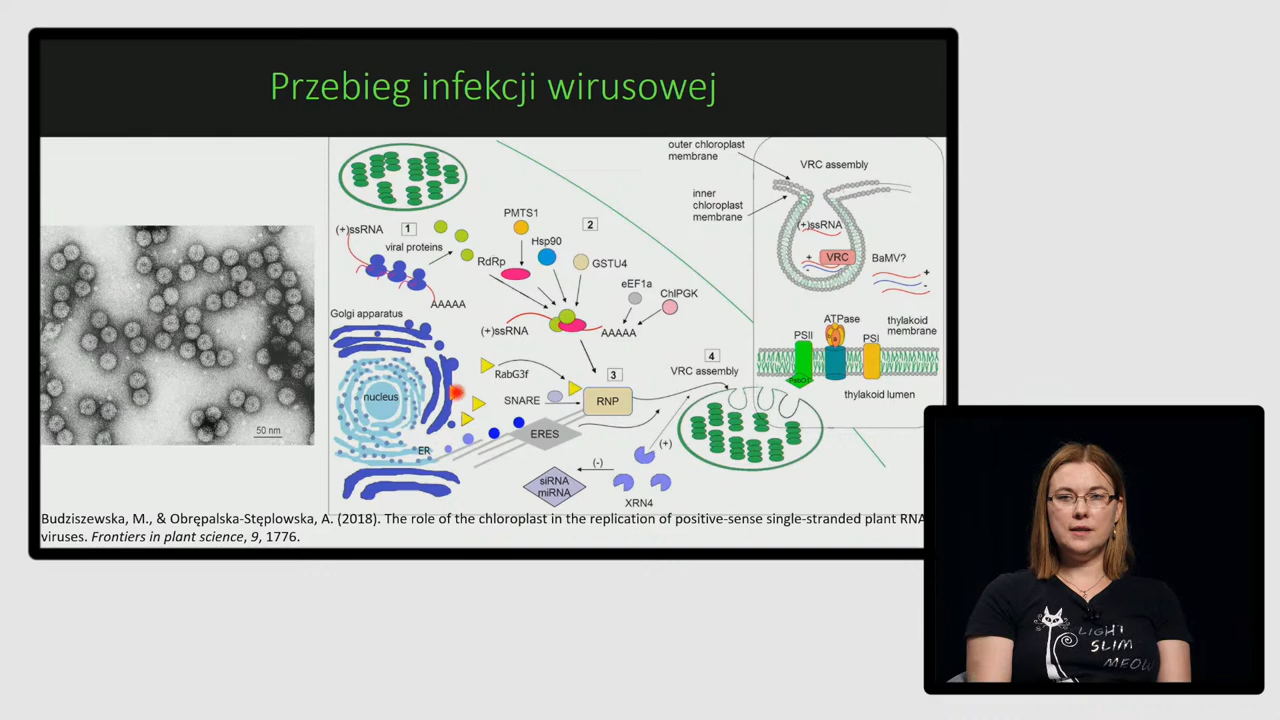 Przebieg infekcji wirusowej
outer chloroplast
membrane
VRC assembly
inner
chloroplast
membrane
(+)ssRNA
VRC
+
-
BaMV?
+
-
+
PMTS1
2
(+)ssRNA
1
viral proteins
Hsp90
RdRp
GSTU4
eEF1a
ChlPGK
AAAAA
Golgi apparatus
(+)ssRNA
AAAAA
ATPase
PSII
PSI
thylakoid
membrane
PsbO1
thylakoid lumen
4
VRC assembly
3
RabG3f
nucleus
SNARE
RNP
ERES
ER
(+)
(-)
siRNA
miRNA
XRN4
50 nm
Budziszewska, M., & Obrępalska-Stęplowska, A. (2018). The role of the chloroplast in the replication of positive-sense single-stranded plant RNA
viruses. Frontiers in plant science, 9, 1776.
LIGHT
SLIM
MEOW